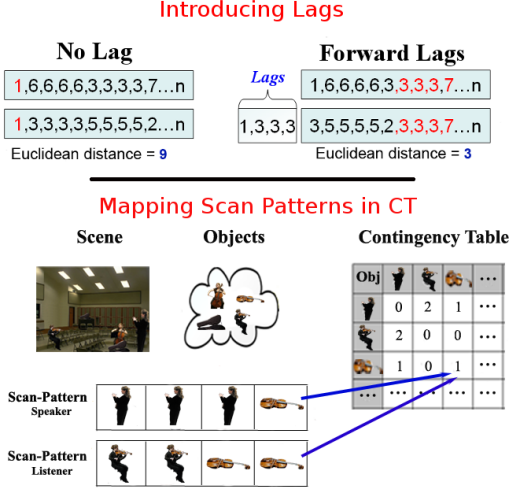 Introducing Lags
No Lag
Forward Lags
Lags
1,6,6,6,6,3,3,3,3,7...n
1,6,6,6,6,3,3,3,3,7...n
1,3,3,3,3,5,5,5,5,2...n
1,3,3,3
3,5,5,5,5,2,3,3,3,7...n
Euclidean distance = 9
Euclidean distance = 3
Mapping Scan Patterns in CT
Scene
Objects
Contingency Table
Obj ...
0 2 1 ...
2 0 0 ...
1 0 1 ...
... ... ... ... ...
Scan-Pattern
Speaker
Scan-Pattern
Listener